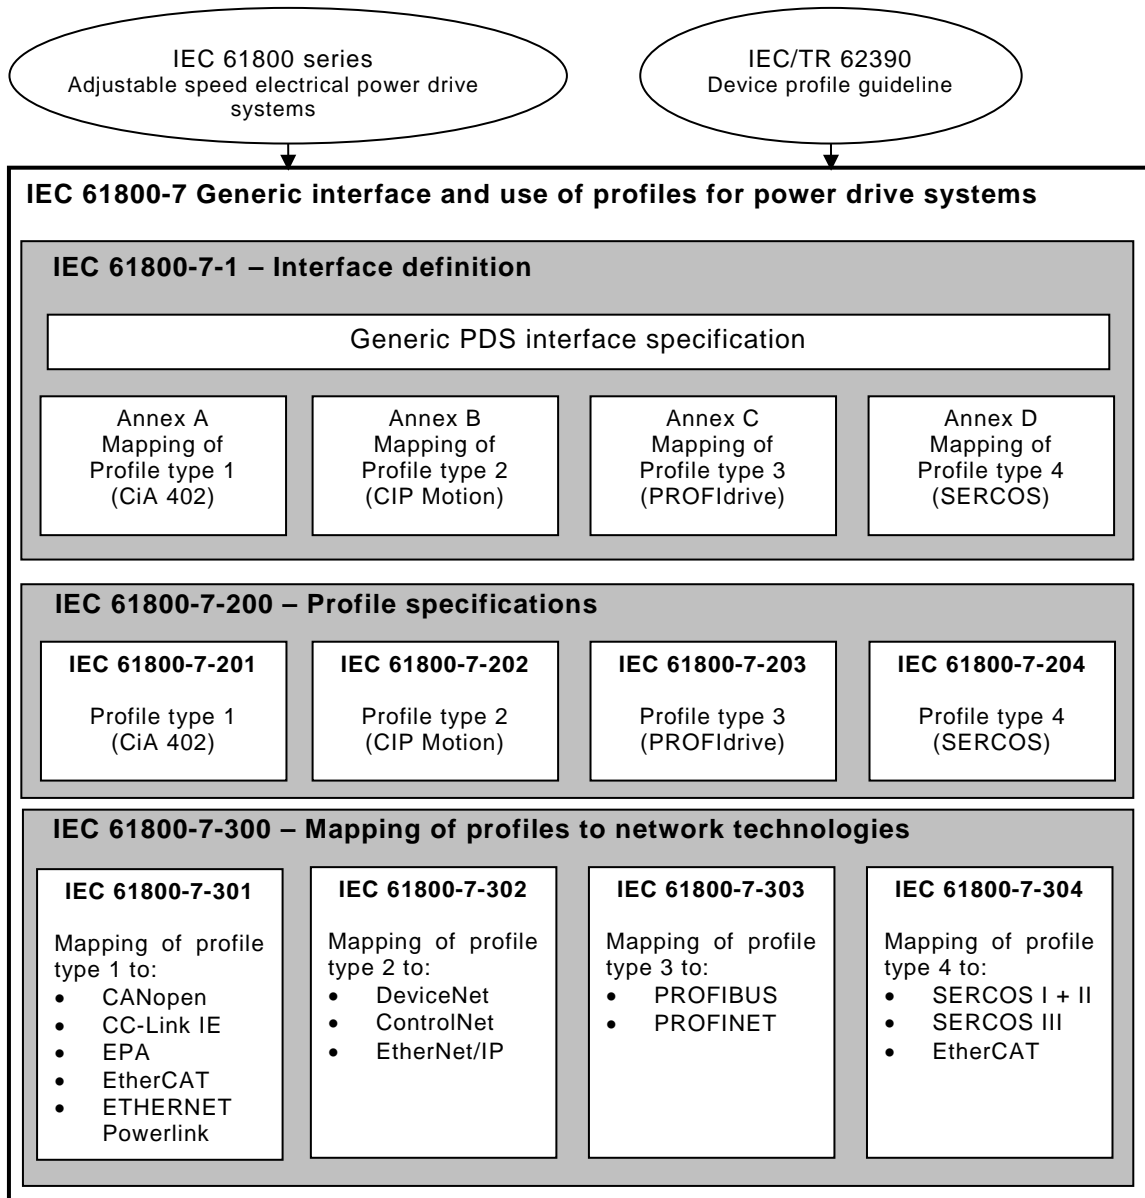 IEC 61800 series
Adjustable speed electrical power drive
systems
IEC/TR 62390
Device profile guideline
IEC 61800-7 Generic interface and use of profiles for power drive systems
IEC 61800-7-1 – Interface definition
Generic PDS interface specification
Annex A
Mapping of
Profile type 1
(CiA 402)
Annex B
Mapping of
Profile type 2
(CIP Motion)
Annex C
Mapping of
Profile type 3
(PROFIdrive)
Annex D
Mapping of
Profile type 4
(SERCOS)
IEC 61800-7-200 – Profile specifications
IEC 61800-7-201
Profile type 1
(CiA 402)
IEC 61800-7-202
Profile type 2
(CIP Motion)
IEC 61800-7-203
Profile type 3
(PROFIdrive)
IEC 61800-7-204
Profile type 4
(SERCOS)
IEC 61800-7-300 – Mapping of profiles to network technologies
IEC 61800-7-301
Mapping of profile
type 1 to:
• CANopen
• CC-Link IE
• EPA
• EtherCAT
• ETHERNET
Powerlink
IEC 61800-7-302
Mapping of profile
type 2 to:
• DeviceNet
• ControlNet
• EtherNet/IP
IEC 61800-7-303
Mapping of profile
type 3 to:
• PROFIBUS
• PROFINET
IEC 61800-7-304
Mapping of profile
type 4 to:
• SERCOS I + II
• SERCOS III
• EtherCAT